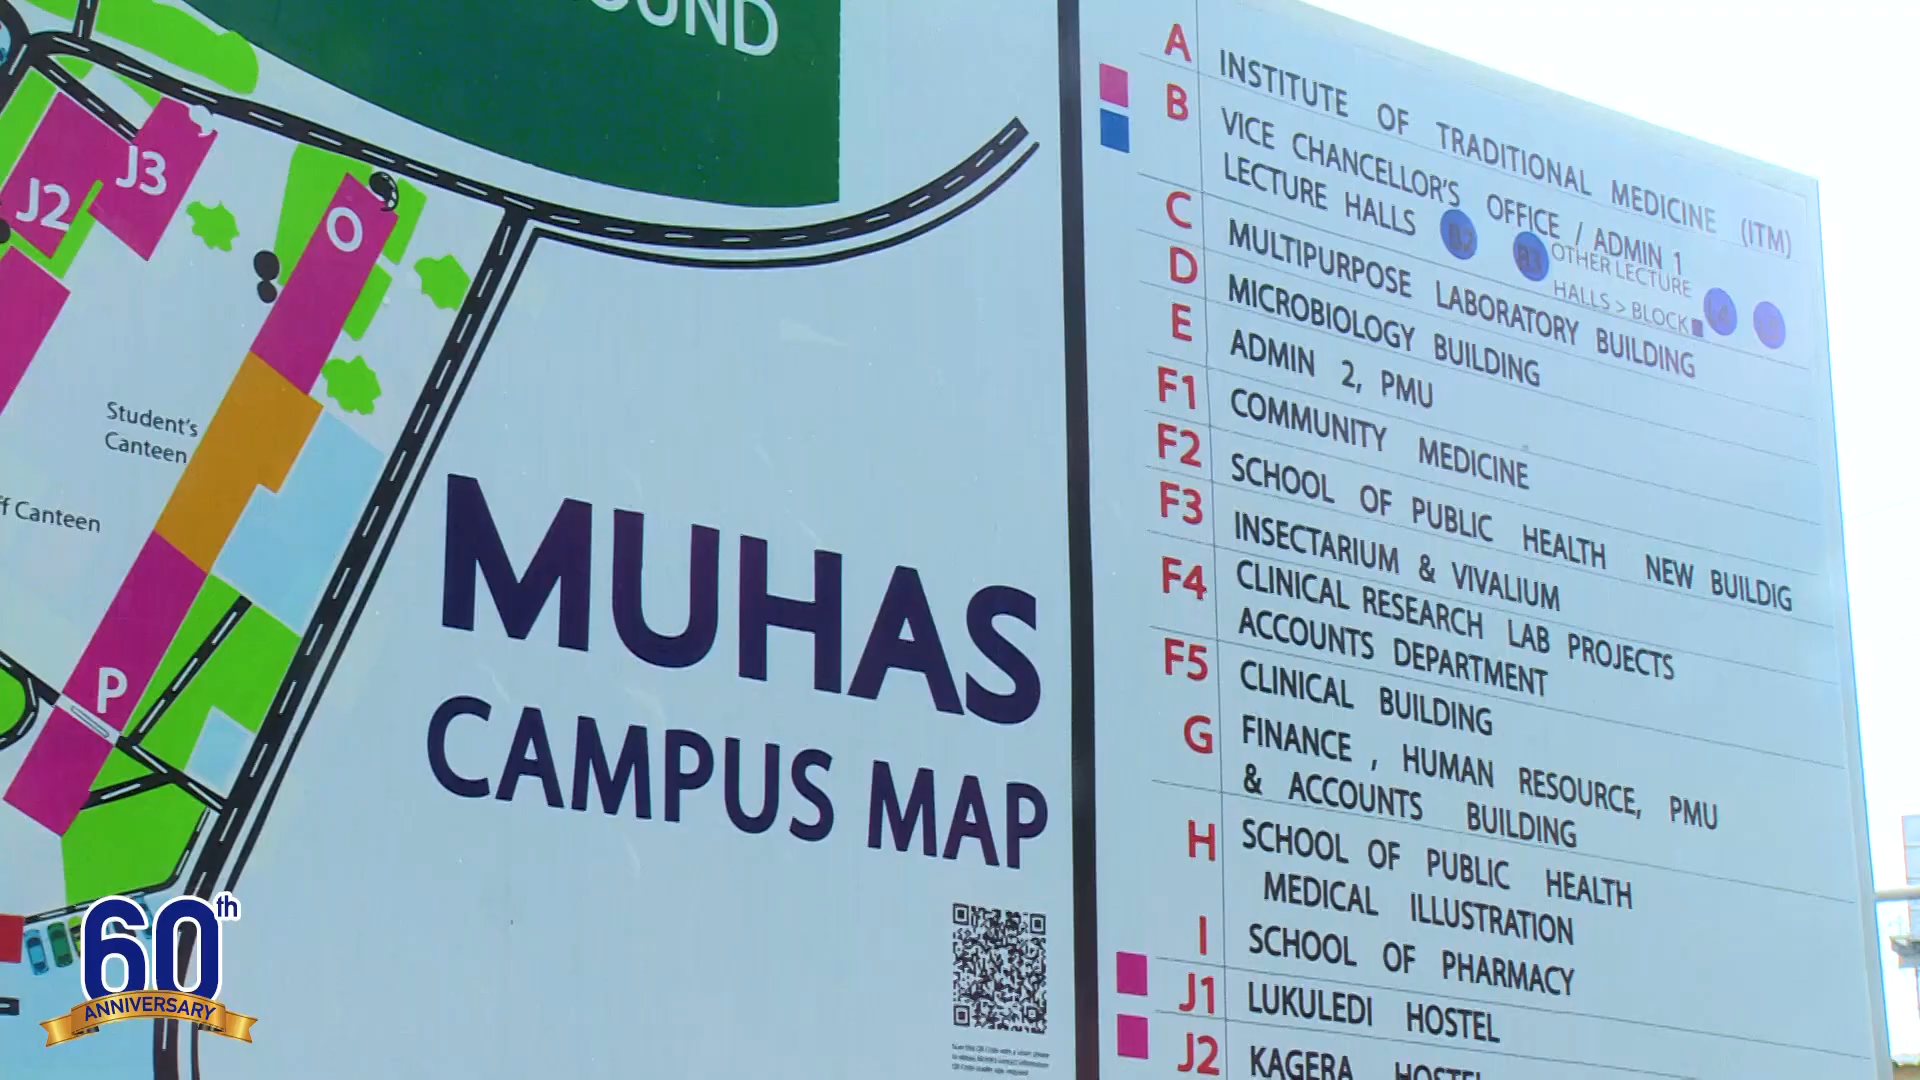 OUND
J3
J2
O
Student's
Canteen
f Canteen
P
MUHAS
CAMPUS MAP
60th
ANNIVERSARY
A INSTITUTE OF TRADITIONAL MEDICINE (ITM)
B VICE CHANCELLOR'S OFFICE / ADMIN 1
LECTURE HALLS B2 B3 OTHER LECTURE
HALLS > BLOCK
C MULTIPURPOSE LABORATORY BUILDING
D MICROBIOLOGY BUILDING
E ADMIN 2, PMU
F1 COMMUNITY MEDICINE
F2 SCHOOL OF PUBLIC HEALTH NEW BUILDIG
F3 INSECTARIUM & VIVALIUM
F4 CLINICAL RESEARCH LAB PROJECTS
ACCOUNTS DEPARTMENT
F5 CLINICAL BUILDING
G FINANCE , HUMAN RESOURCE, PMU
& ACCOUNTS BUILDING
H SCHOOL OF PUBLIC HEALTH
MEDICAL ILLUSTRATION
I SCHOOL OF PHARMACY
J1 LUKULEDI HOSTEL
J2 KAGERA HOSTEL